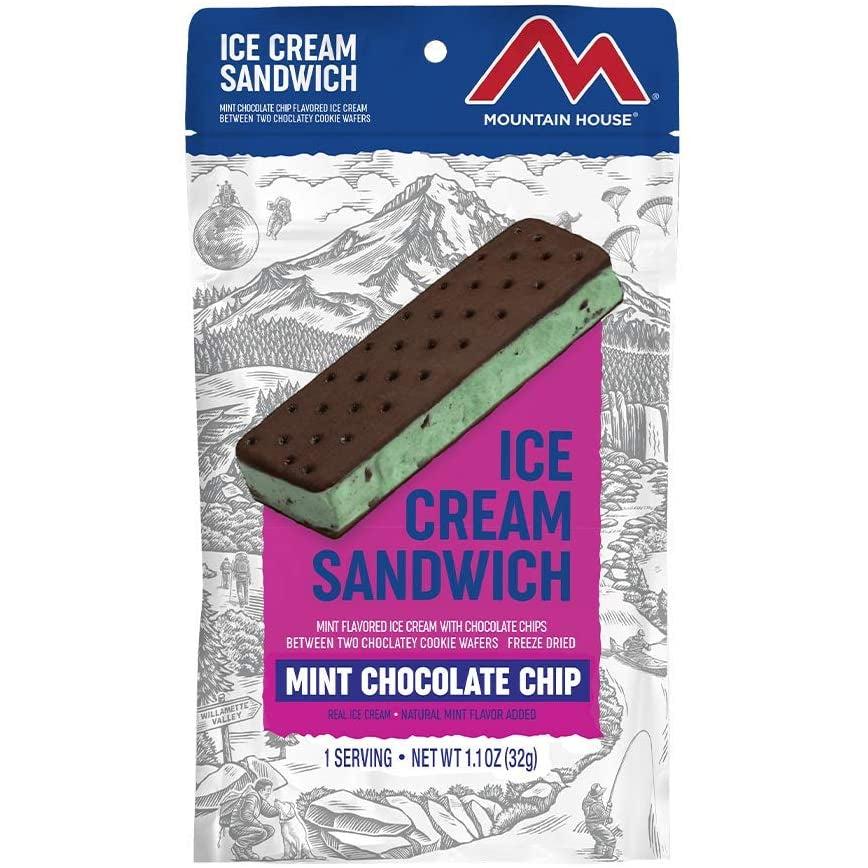 ICE CREAM
SANDWICH
MINT CHOCOLATE CHIP FLAVORED ICE CREAM
BETWEEN TWO CHOCLATEY COOKIE WAFERS
®
MOUNTAIN HOUSE®
ICE
CREAM
SANDWICH
MINT FLAVORED ICE CREAM WITH CHOCOLATE CHIPS
BETWEEN TWO CHOCLATEY COOKIE WAFERS FREEZE DRIED
MINT CHOCOLATE CHIP
REAL ICE CREAM • NATURAL MINT FLAVOR ADDED
WILLAMETTE
VALLEY
1 SERVING • NET WT 1.1 OZ (32g)